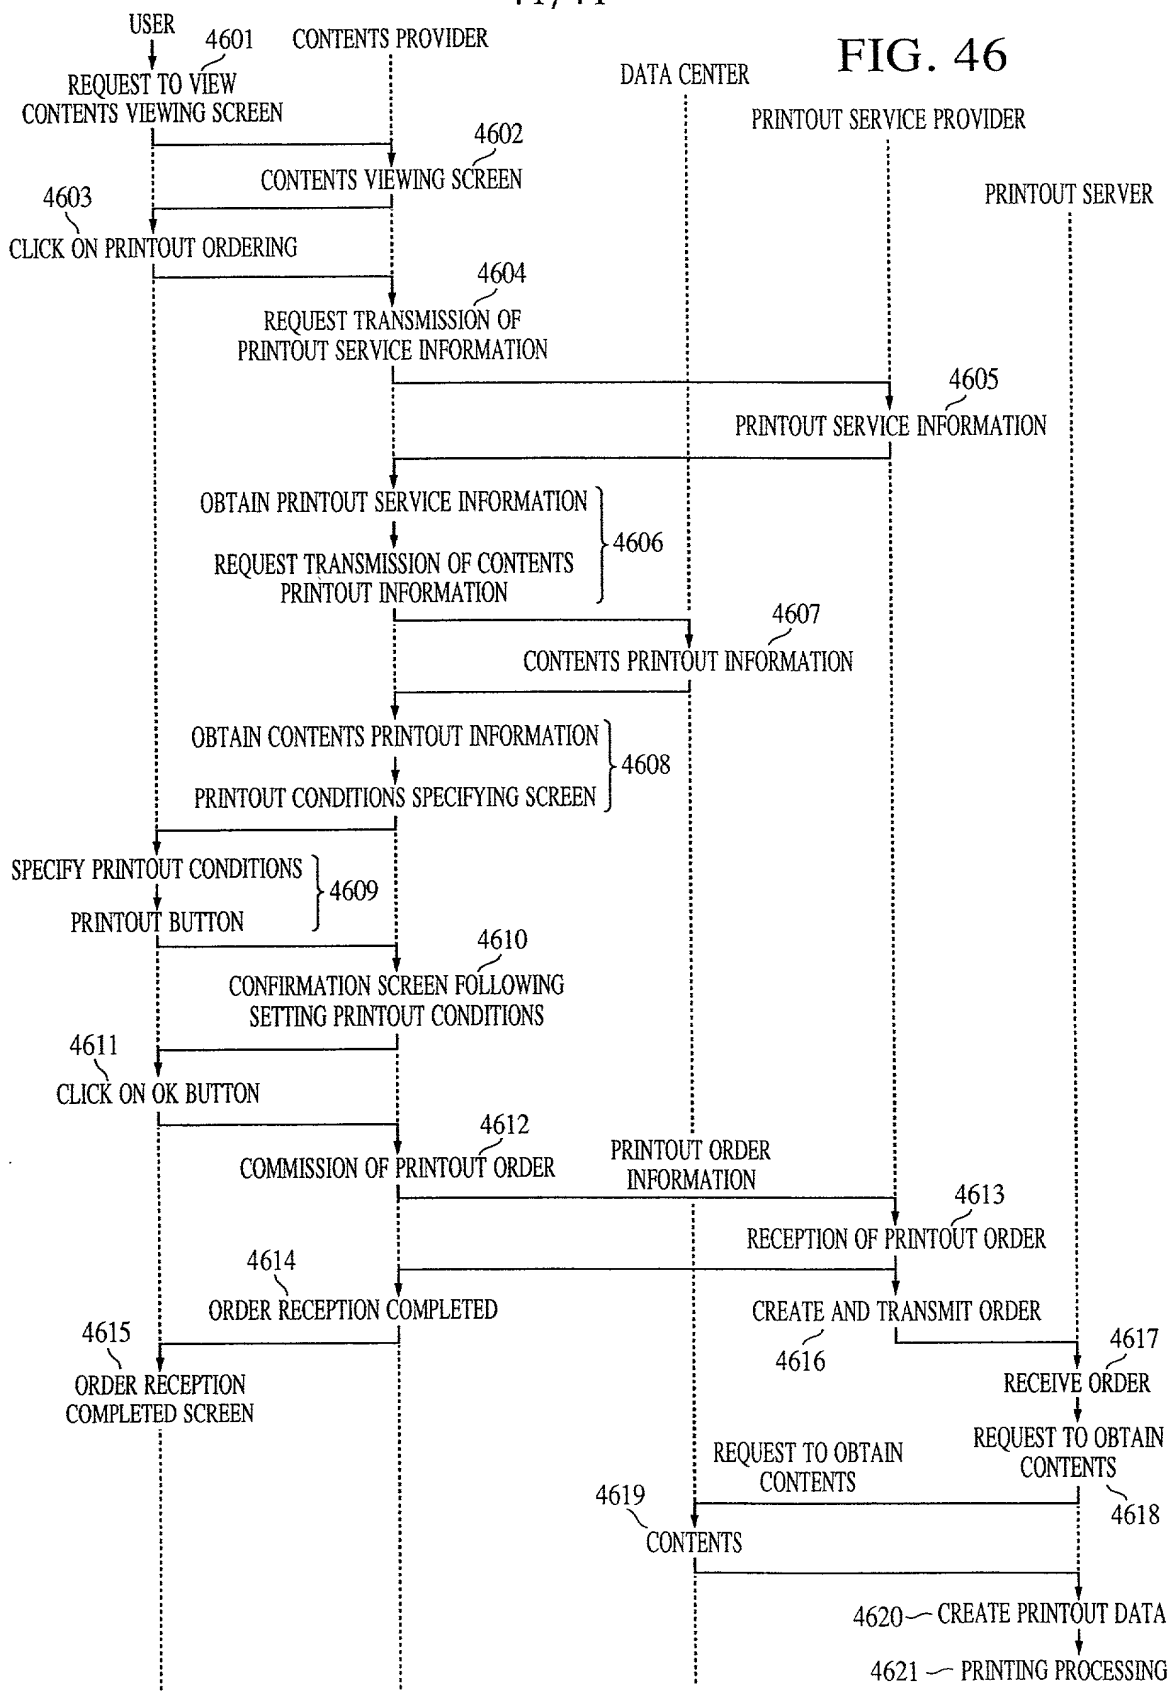 USER
CONTENTS PROVIDER
FIG. 46
DATA CENTER
PRINTOUT SERVICE PROVIDER
PRINTOUT SERVER
4601
REQUEST TO VIEW
CONTENTS VIEWING SCREEN
4602
CONTENTS VIEWING SCREEN
4603
CLICK ON PRINTOUT ORDERING
4604
REQUEST TRANSMISSION OF
PRINTOUT SERVICE INFORMATION
4605
PRINTOUT SERVICE INFORMATION
OBTAIN PRINTOUT SERVICE INFORMATION
4606
REQUEST TRANSMISSION OF CONTENTS
PRINTOUT INFORMATION
4607
CONTENTS PRINTOUT INFORMATION
OBTAIN CONTENTS PRINTOUT INFORMATION
4608
PRINTOUT CONDITIONS SPECIFYING SCREEN
SPECIFY PRINTOUT CONDITIONS
4609
PRINTOUT BUTTON
4610
CONFIRMATION SCREEN FOLLOWING
SETTING PRINTOUT CONDITIONS
4611
CLICK ON OK BUTTON
4612
COMMISSION OF PRINTOUT ORDER
PRINTOUT ORDER
INFORMATION
4613
RECEPTION OF PRINTOUT ORDER
4614
ORDER RECEPTION COMPLETED
CREATE AND TRANSMIT ORDER
4616
4615
ORDER RECEPTION
COMPLETED SCREEN
4617
RECEIVE ORDER
REQUEST TO OBTAIN
CONTENTS
4618
REQUEST TO OBTAIN
CONTENTS
4619
CONTENTS
4620
CREATE PRINTOUT DATA
4621
PRINTING PROCESSING